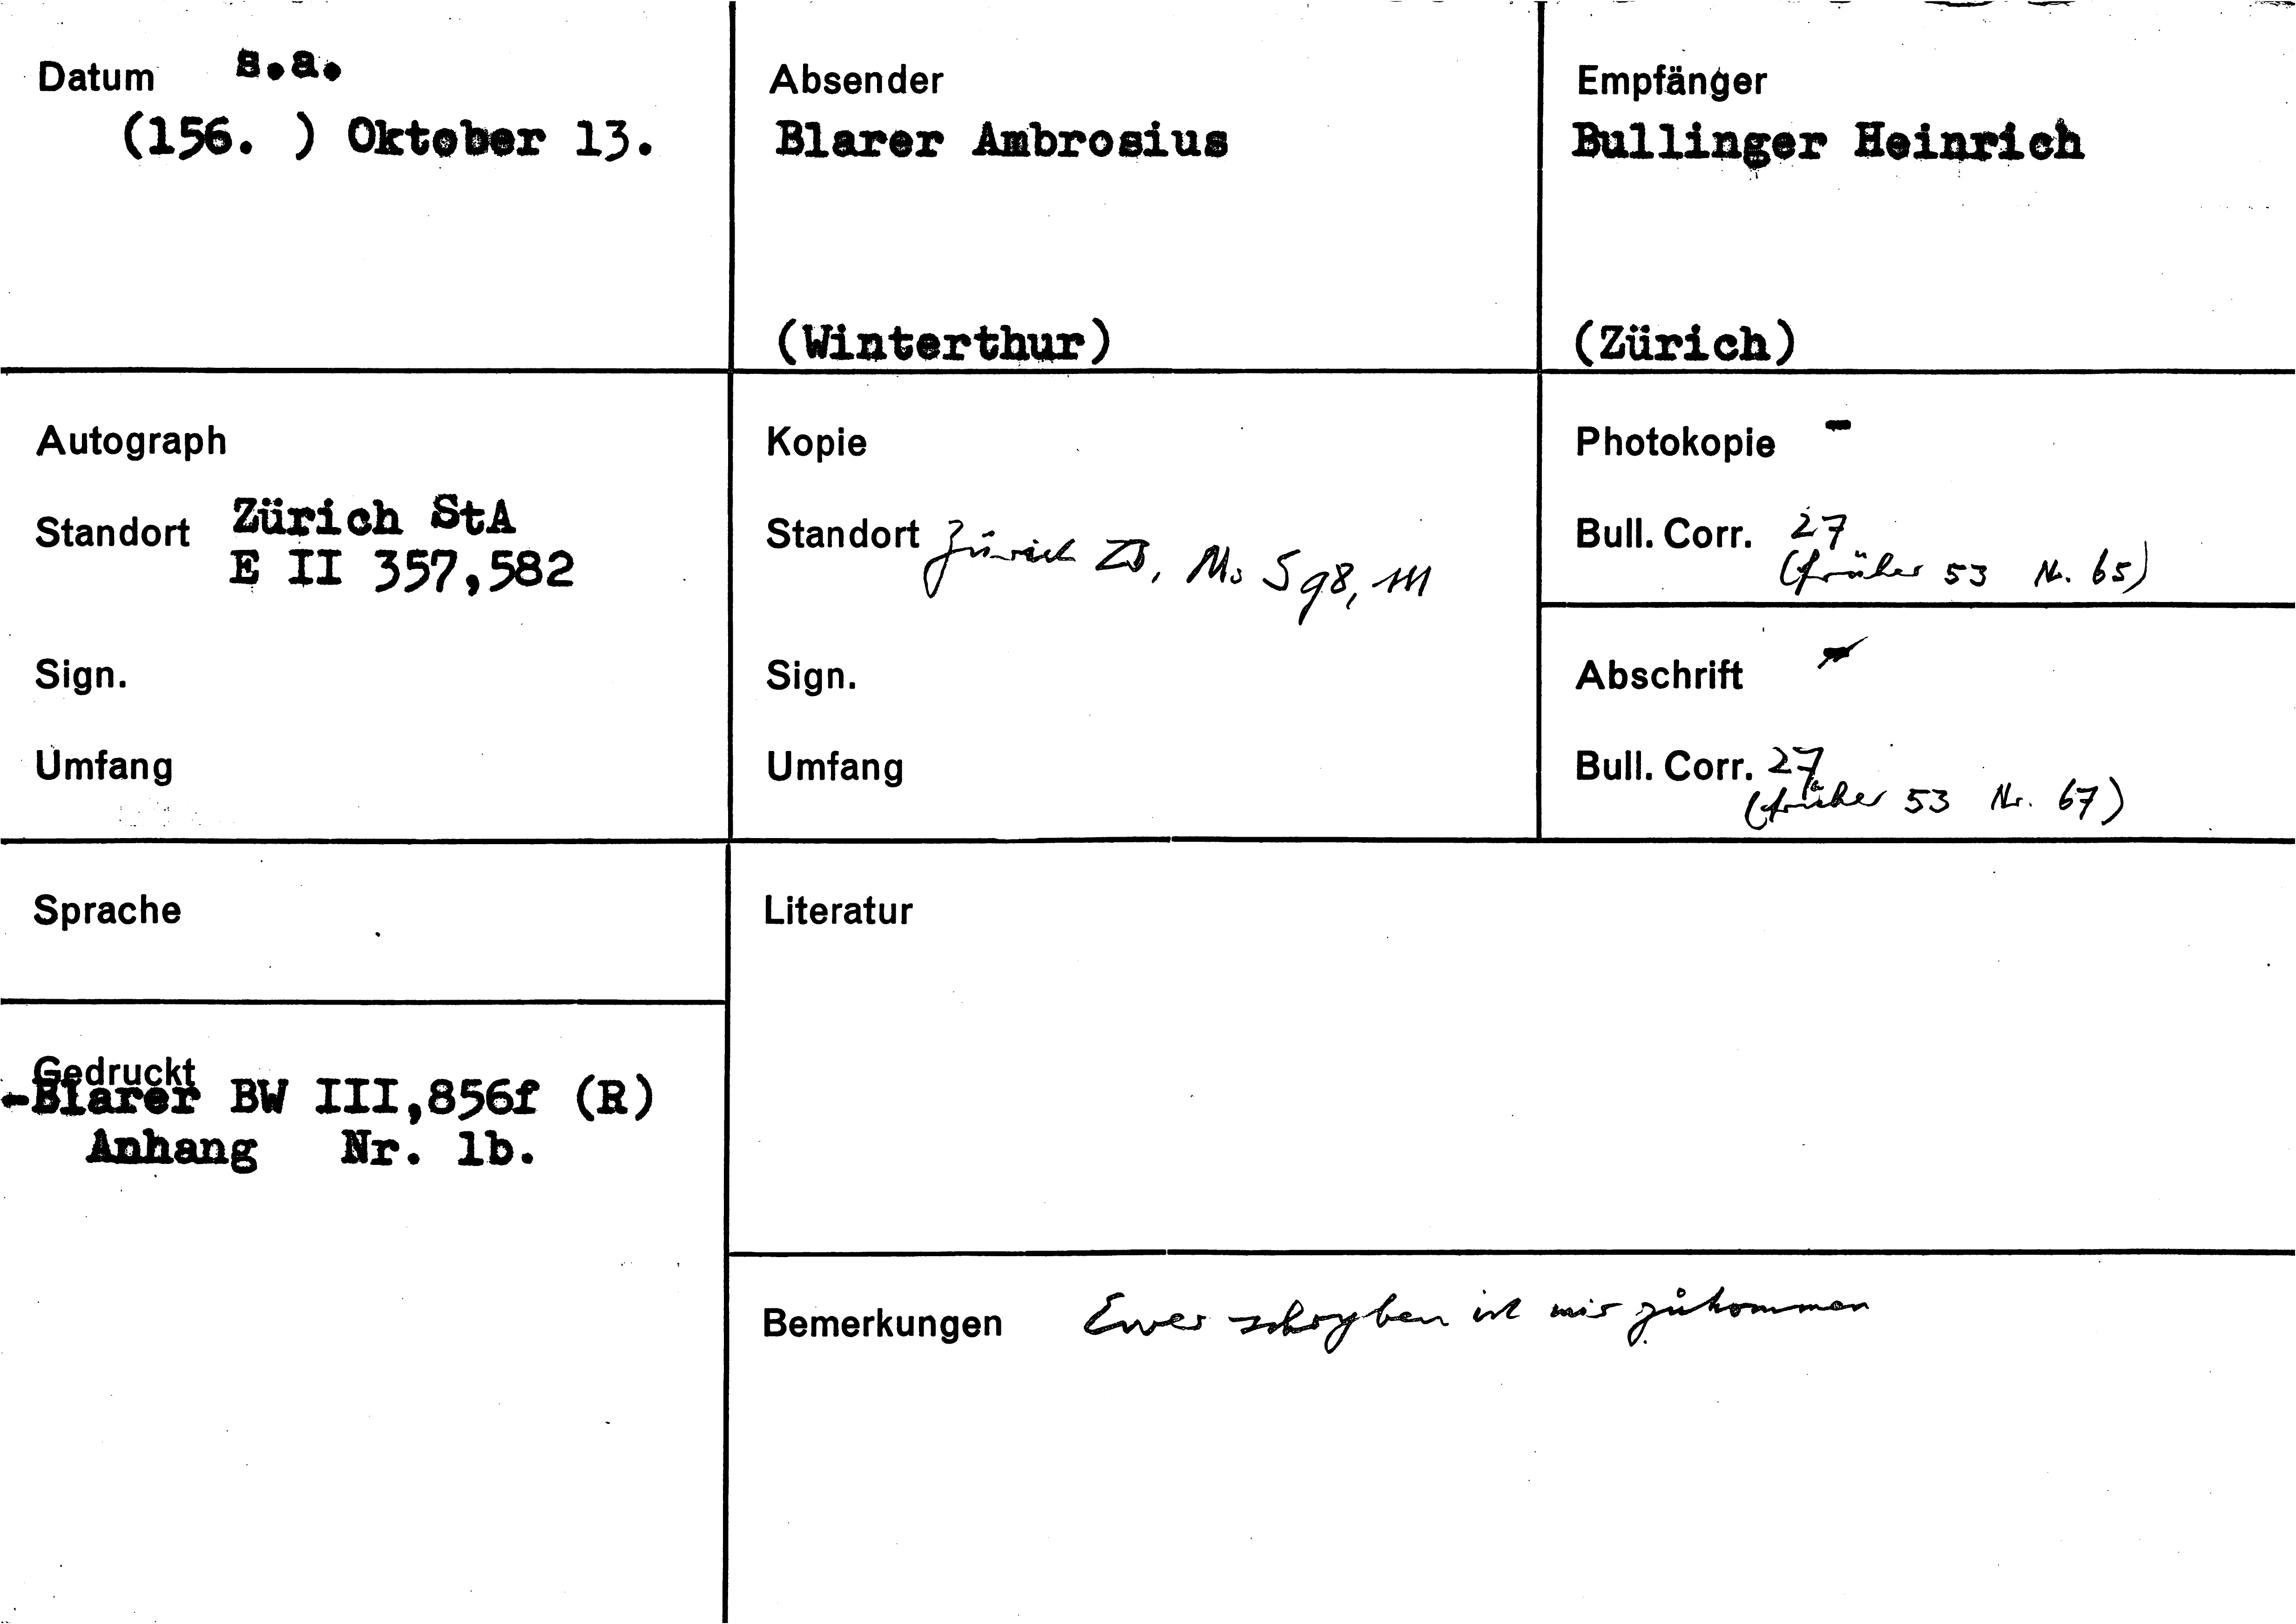 Datum s.a.
(156. ) Oktober 13.
Absender
Blarer Ambrosius
(Winterthur)
Empfänger
Bullinger Heinrich
(Zürich)
Autograph
Standort Zürich StA
E II 357,582
Sign.
Umfang
Kopie
Standort Zürich ZB, Ms S 98, 111
Sign.
Umfang
Photokopie -
Bull. Corr. 27
(früher 53 Nr. 65)
Abschrift
Bull. Corr. 27
(früher 53 Nr. 67)
Sprache
Literatur
Gedruckt
-Blarer BW III,856f (R)
Anhang Nr. 1b.
Bemerkungen Ewer schryben ist mir zůkommen